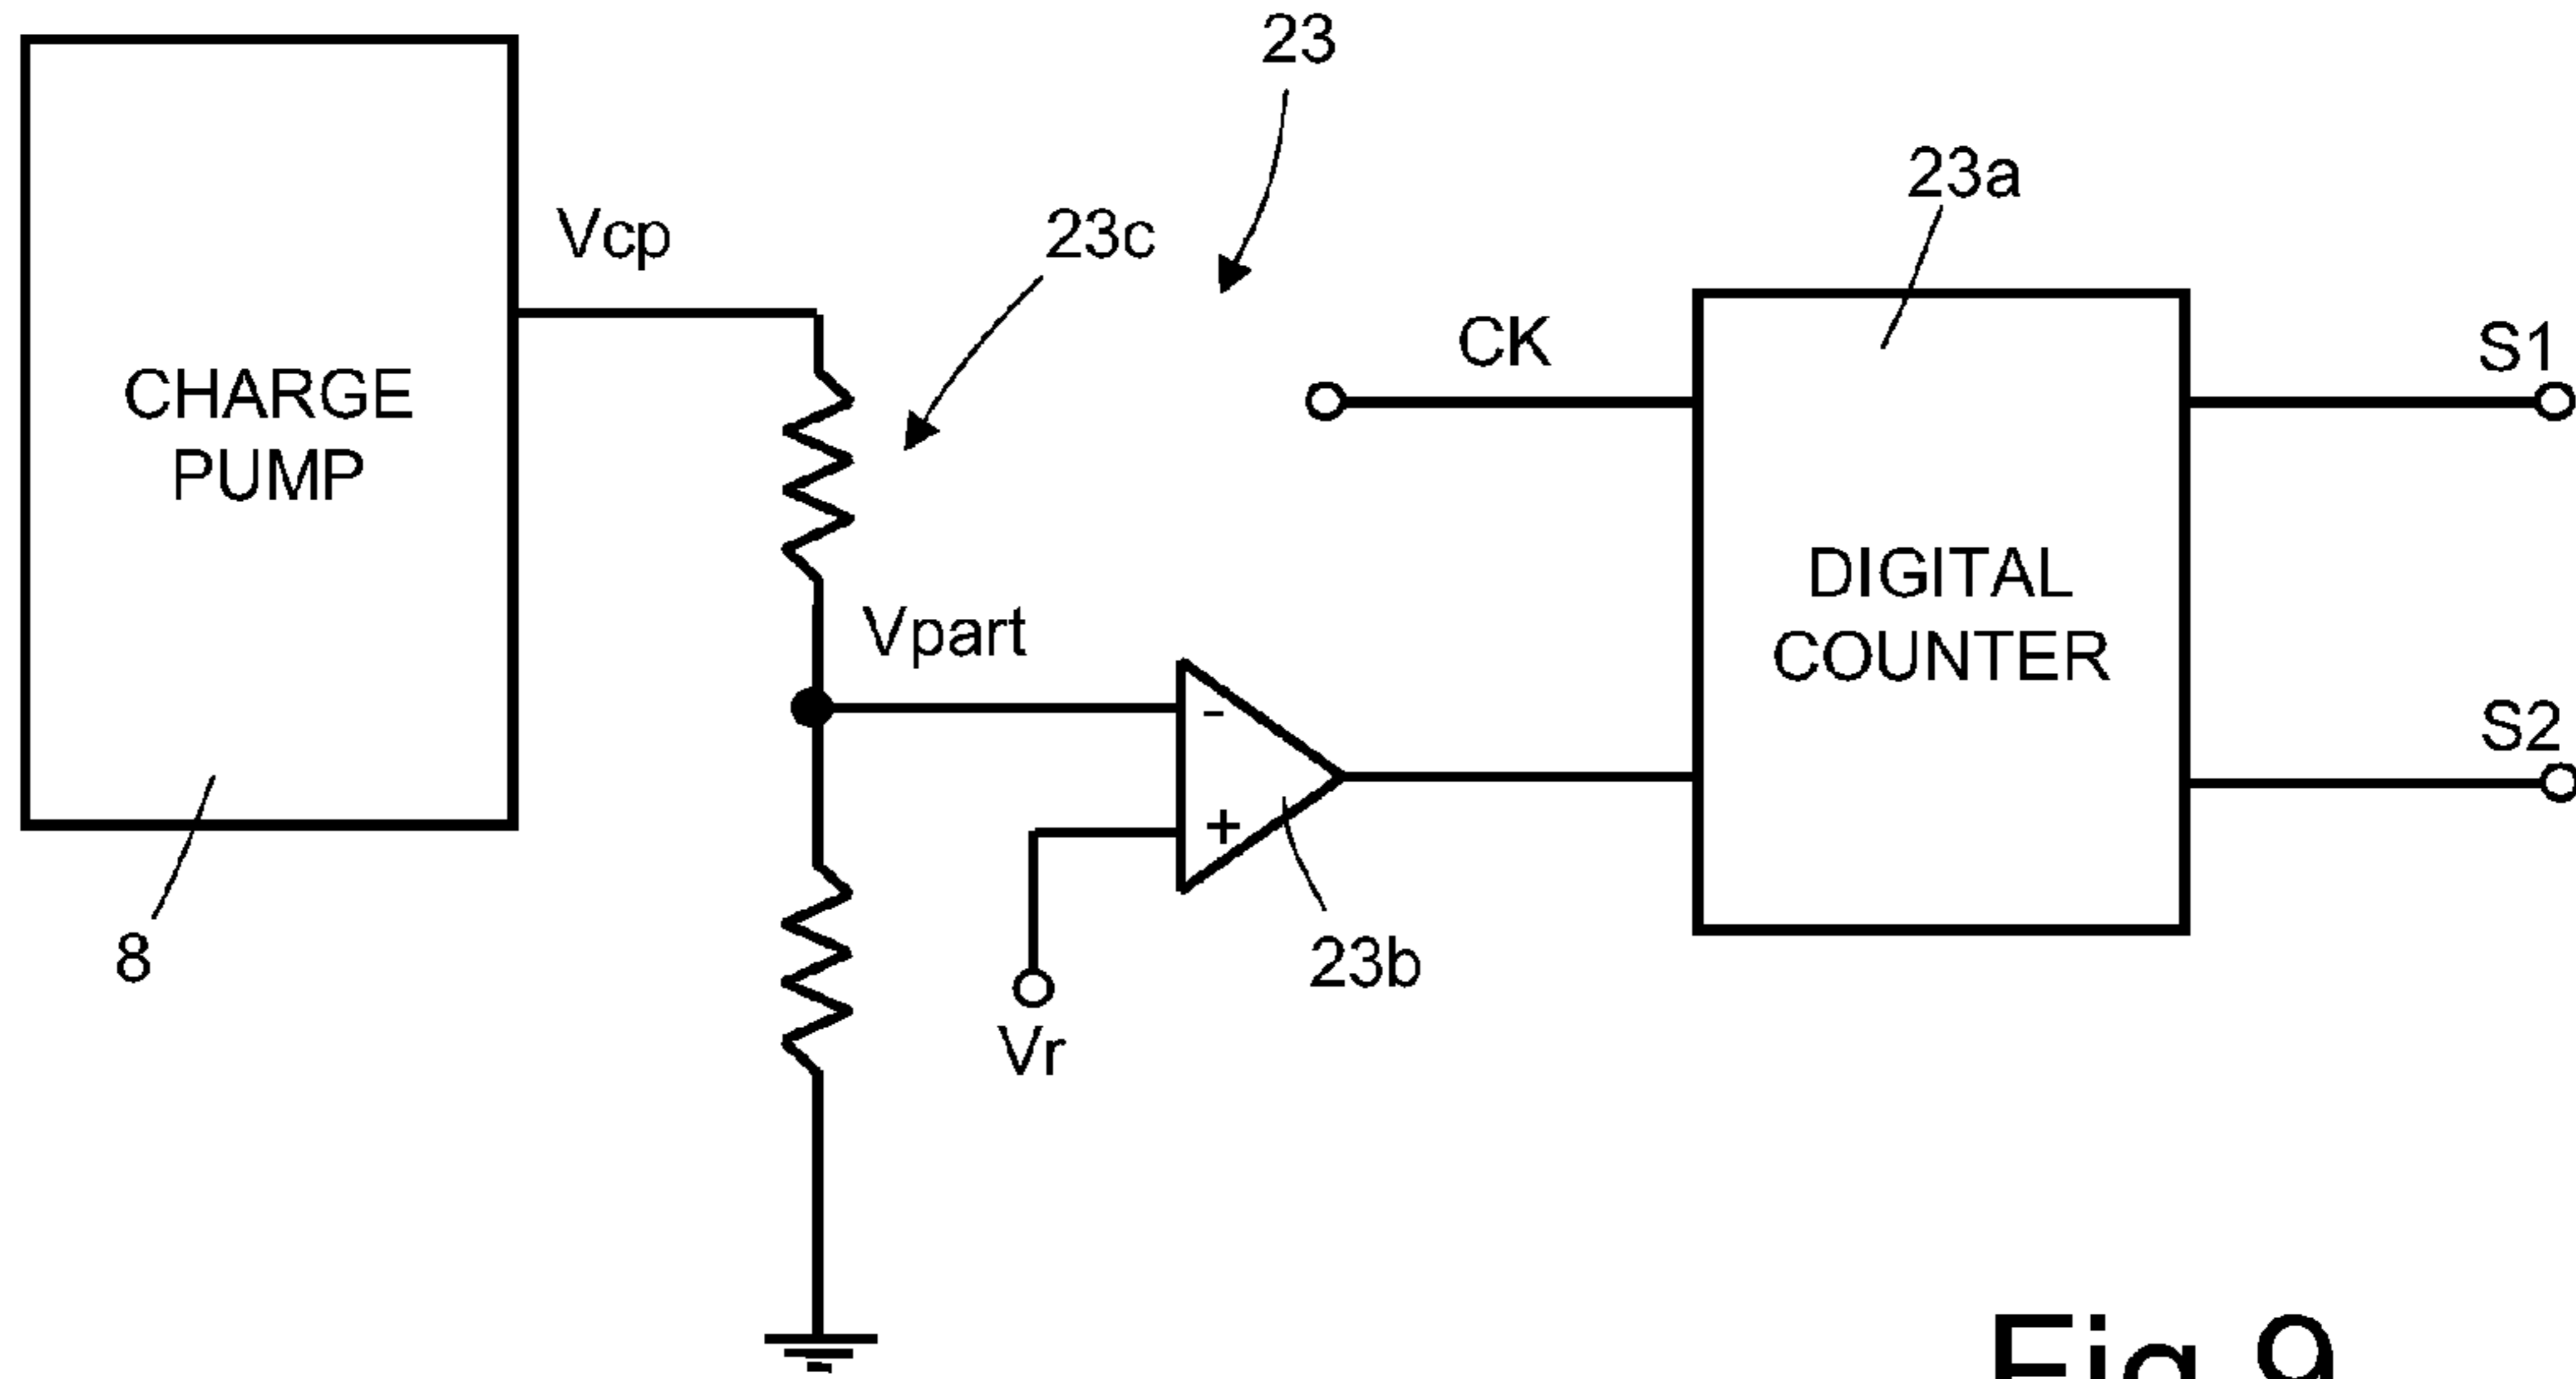 23
23a
Vcp
23c
CK
S1
CHARGE
PUMP
DIGITAL
COUNTER
Vpart
S2
-
+
8
23b
Vr
Fig.9